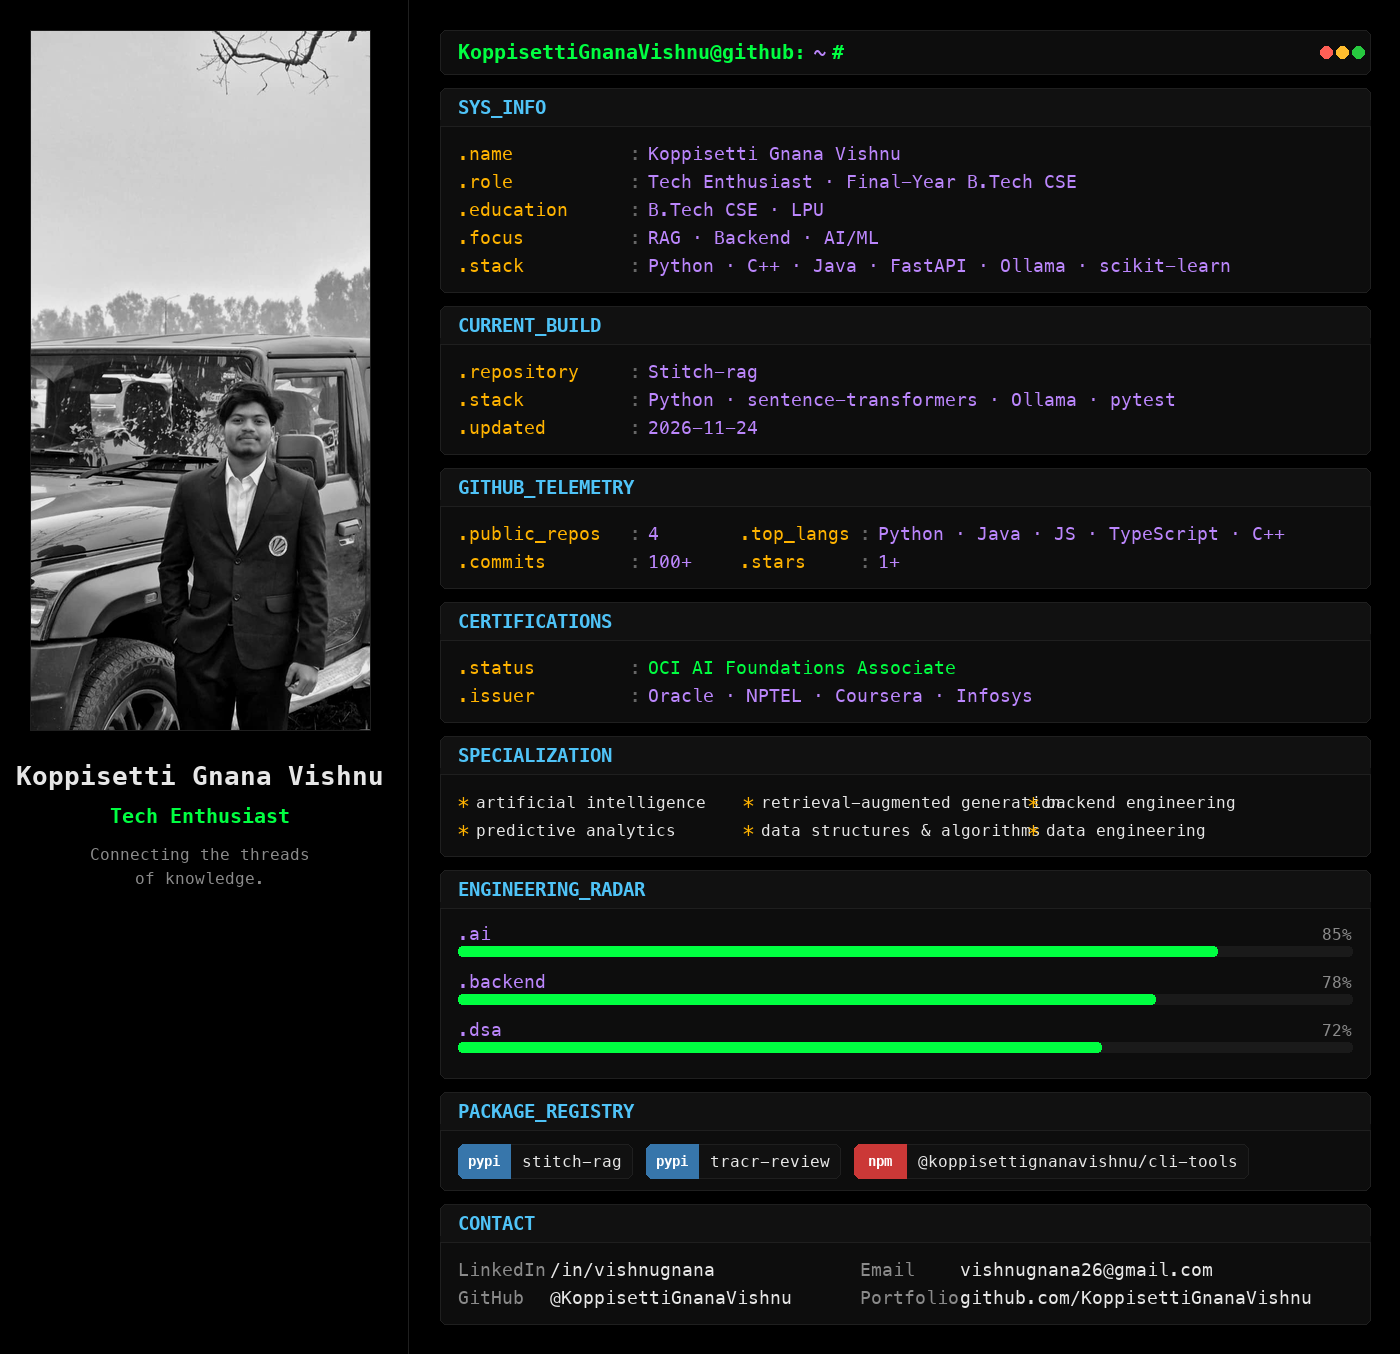 Koppisetti Gnana Vishnu
Tech Enthusiast
Connecting the threads
of knowledge.
KoppisettiGnanaVishnu@github: ~ #
SYS_INFO
.name : Koppisetti Gnana Vishnu
.role : Tech Enthusiast · Final−Year B.Tech CSE
.education : B.Tech CSE · LPU
.focus : RAG · Backend · AI/ML
.stack : Python · C++ · Java · FastAPI · Ollama · scikit−learn
CURRENT_BUILD
.repository : Stitch−rag
.stack : Python · sentence−transformers · Ollama · pytest
.updated : 2026−11−24
GITHUB_TELEMETRY
.public_repos : 4 .top_langs : Python · Java · JS · TypeScript · C++
.commits : 100+ .stars : 1+
CERTIFICATIONS
.status : OCI AI Foundations Associate
.issuer : Oracle · NPTEL · Coursera · Infosys
SPECIALIZATION
* artificial intelligence * retrieval−augmented generation * backend engineering
* predictive analytics * data structures & algorithms * data engineering
ENGINEERING_RADAR
.ai 85%
.backend 78%
.dsa 72%
PACKAGE_REGISTRY
pypi stitch−rag pypi tracr−review npm @koppisettignanavishnu/cli−tools
CONTACT
LinkedIn /in/vishnugnana Email vishnugnana26@gmail.com
GitHub @KoppisettiGnanaVishnu Portfolio github.com/KoppisettiGnanaVishnu